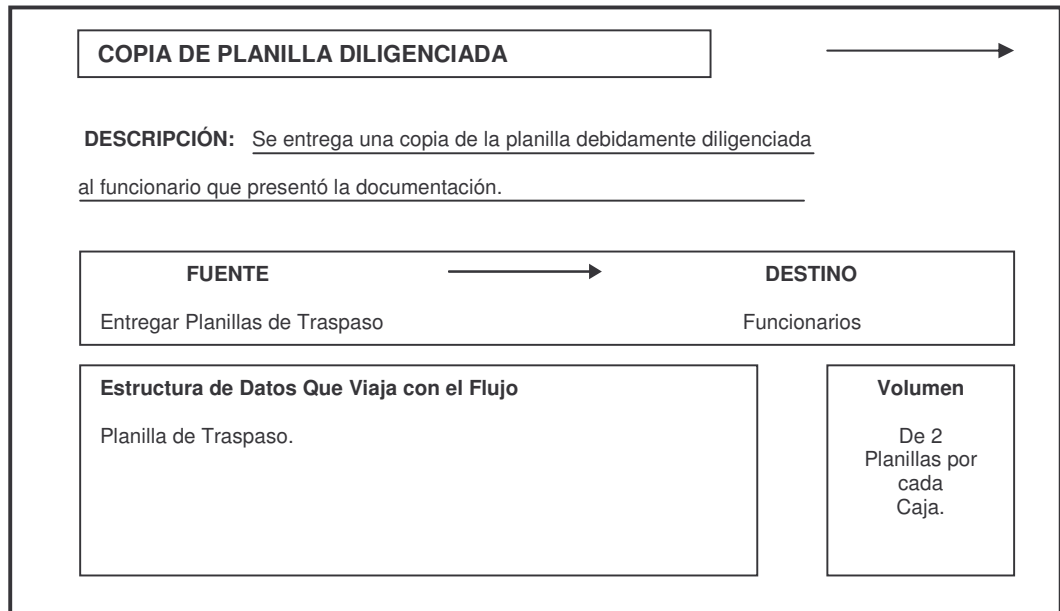 COPIA DE PLANILLA DILIGENCIADA
DESCRIPCIÓN: Se entrega una copia de la planilla debidamente diligenciada
al funcionario que presentó la documentación.
FUENTE DESTINO
Entregar Planillas de Traspaso Funcionarios
Estructura de Datos Que Viaja con el Flujo
Planilla de Traspaso.
Volumen
De 2
Planillas por
cada
Caja.